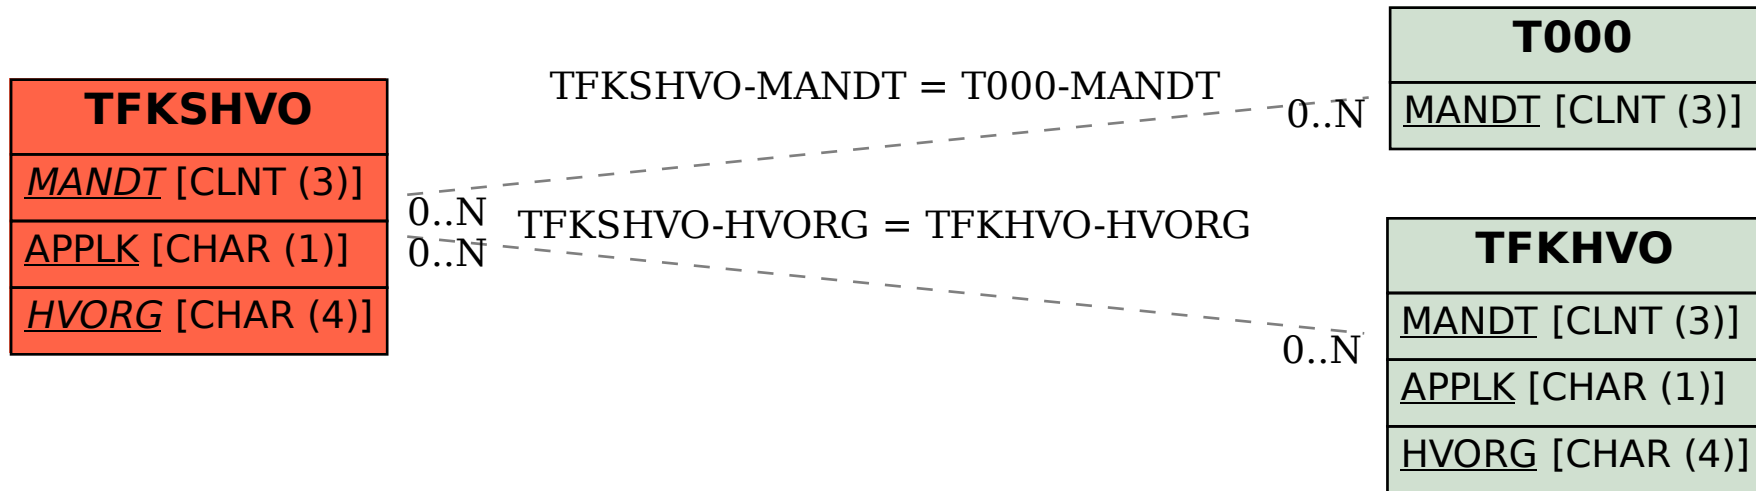 TFKSHVO
MANDT [CLNT (3)]
APPLK [CHAR (1)]
HVORG [CHAR (4)]
TFKSHVO-MANDT = T000-MANDT
0..N
0..N
TFKSHVO-HVORG = TFKHVO-HVORG
0..N
0..N
T000
MANDT [CLNT (3)]
TFKHVO
MANDT [CLNT (3)]
APPLK [CHAR (1)]
HVORG [CHAR (4)]